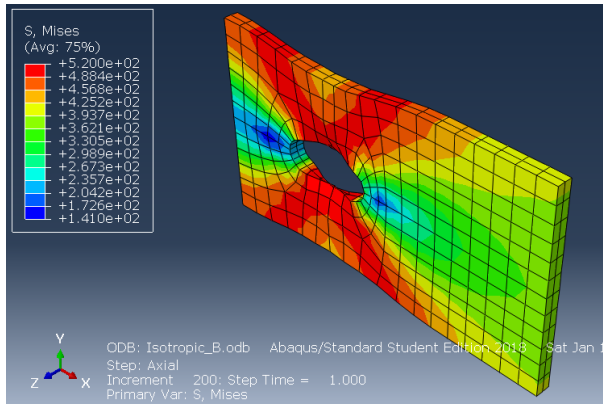 S, Mises
(Avg: 75%)
+5.200e+02
+4.884e+02
+4.568e+02
+4.252e+02
+3.937e+02
+3.621e+02
+3.305e+02
+2.989e+02
+2.673e+02
+2.357e+02
+2.042e+02
+1.726e+02
+1.410e+02
Y
Z X
ODB: Isotropic_B.odb Abaqus/Standard Student Edition 2018 Sat Jan 1
Step: Axial
Increment 200: Step Time = 1.000
Primary Var: S, Mises